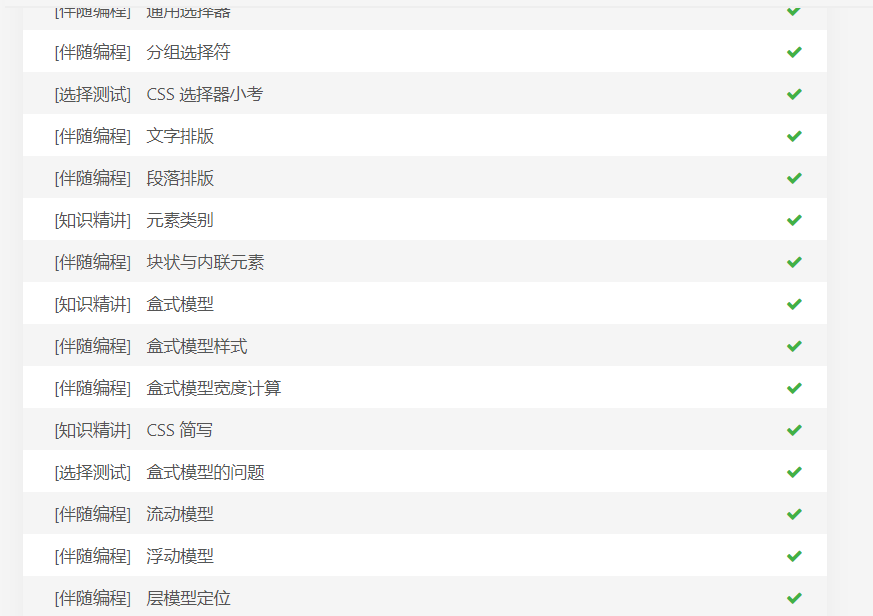 [伴随编程] 通用选择器
[伴随编程] 分组选择符
[选择测试] CSS 选择器小考
[伴随编程] 文字排版
[伴随编程] 段落排版
[知识精讲] 元素类别
[伴随编程] 块状与内联元素
[知识精讲] 盒式模型
[伴随编程] 盒式模型样式
[伴随编程] 盒式模型宽度计算
[知识精讲] CSS 简写
[选择测试] 盒式模型的问题
[伴随编程] 流动模型
[伴随编程] 浮动模型
[伴随编程] 层模型定位